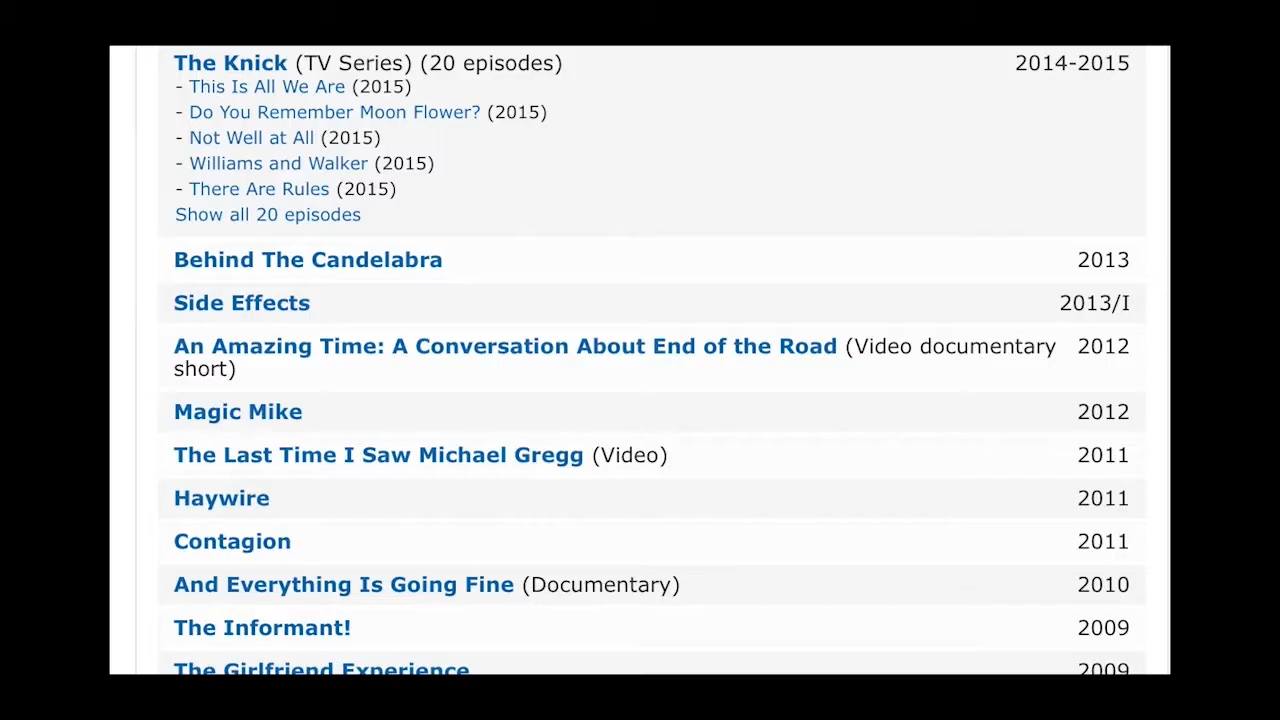 The Knick (TV Series) (20 episodes) 2014-2015
- This Is All We Are (2015)
- Do You Remember Moon Flower? (2015)
- Not Well at All (2015)
- Williams and Walker (2015)
- There Are Rules (2015)
Show all 20 episodes
Behind The Candelabra 2013
Side Effects 2013/I
An Amazing Time: A Conversation About End of the Road (Video documentary 2012
short)
Magic Mike 2012
The Last Time I Saw Michael Gregg (Video) 2011
Haywire 2011
Contagion 2011
And Everything Is Going Fine (Documentary) 2010
The Informant! 2009
The Girlfriend Experience 2009